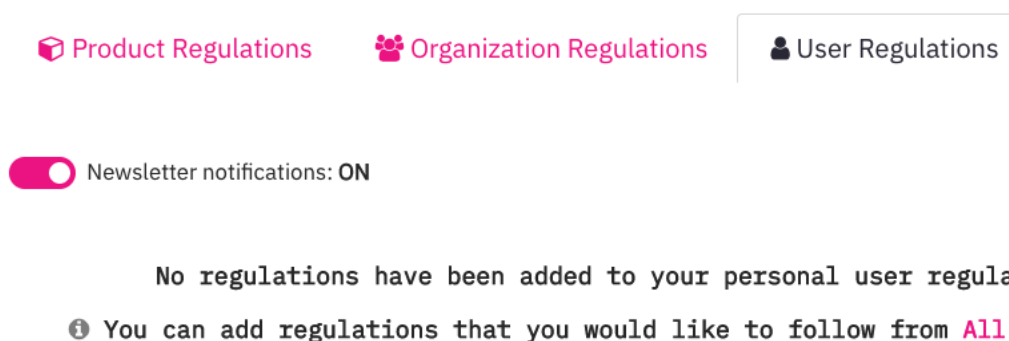 Product Regulations Organization Regulations User Regulations
Newsletter notifications: ON
No regulations have been added to your personal user
You can add regulations that you would like to follow from All